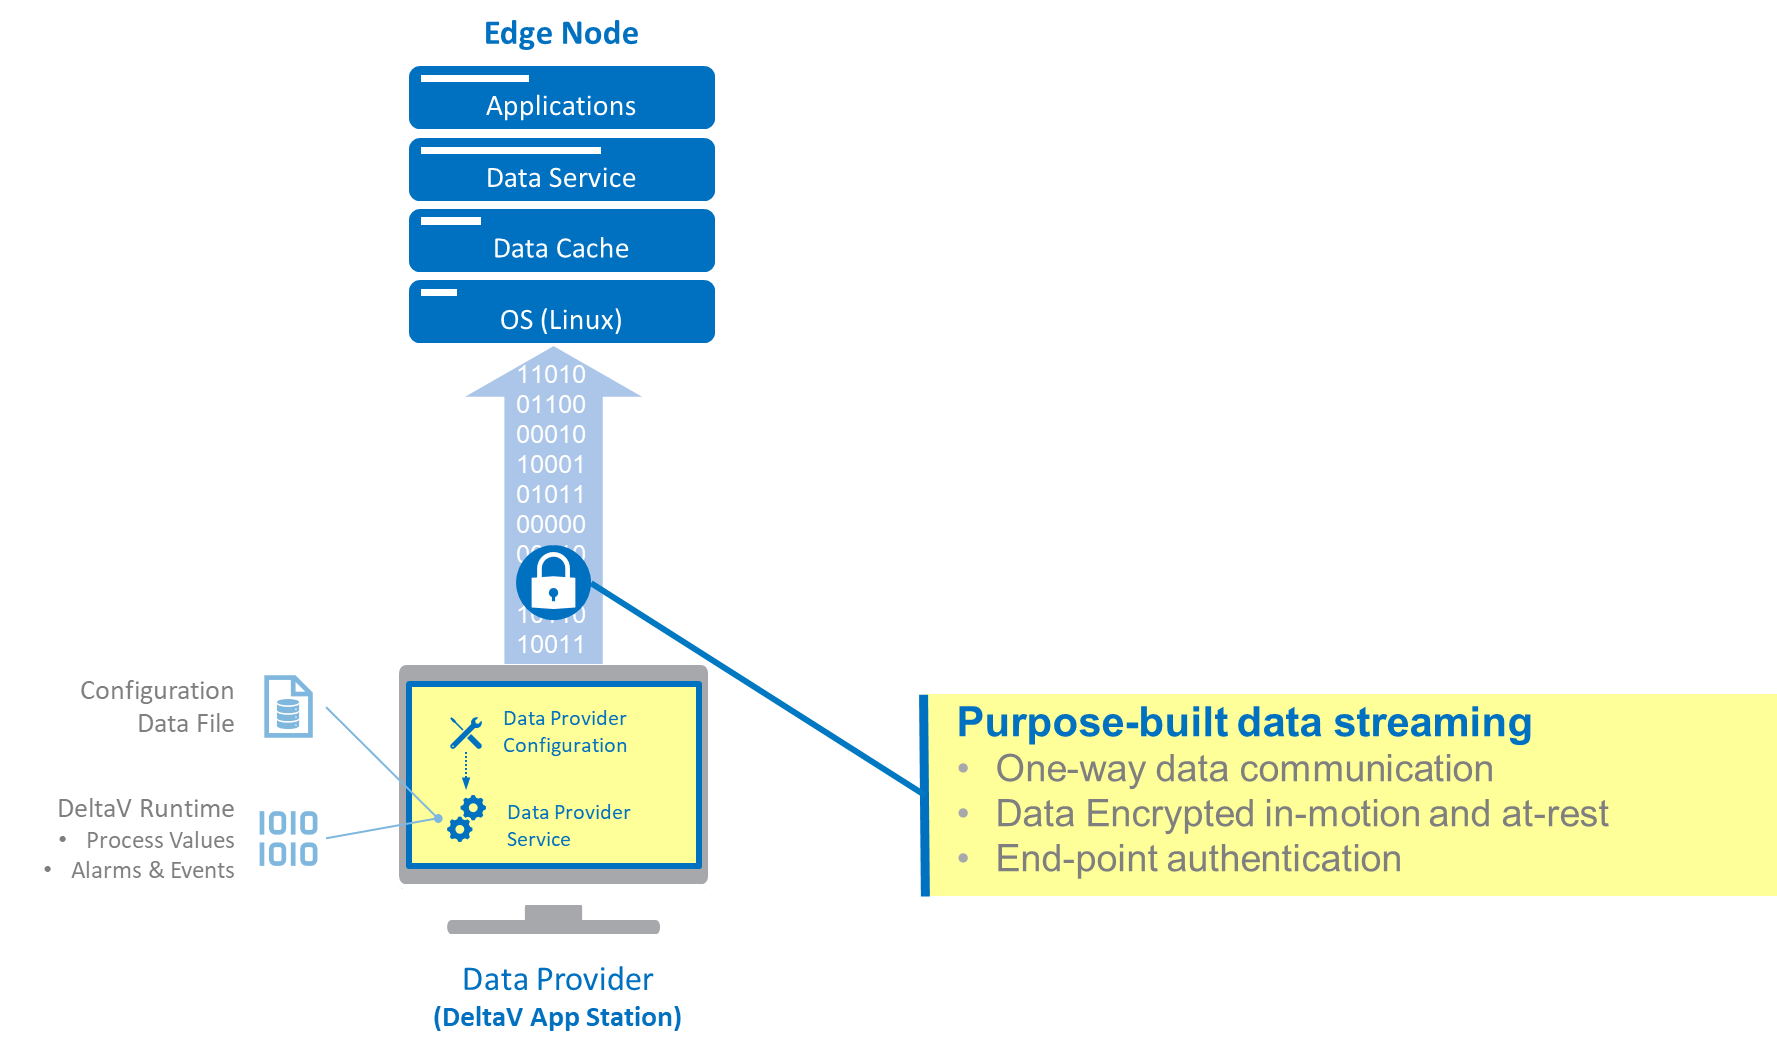 Edge Node
Applications
Data Service
Data Cache
OS (Linux)
11010
01100
00010
10001
01011
00000
10011
Configuration
Data File
DeltaV Runtime
• Process Values
• Alarms & Events
1010
1010
Data Provider
Configuration
Data Provider
Service
Purpose-built data streaming
• One-way data communication
• Data Encrypted in-motion and at-rest
• End-point authentication
Data Provider
(DeltaV App Station)